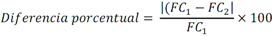 Diferencia porcentual = |(FC₁ − FC₂| / FC₁ × 100